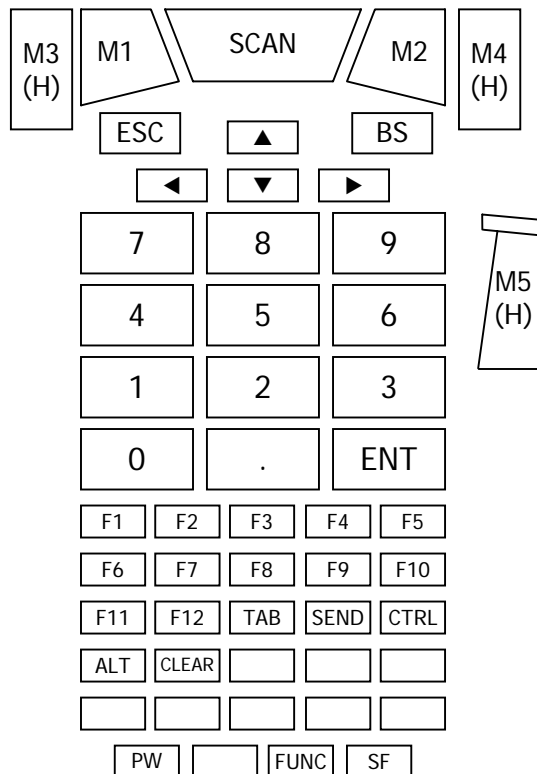 M3 (H) M1 SCAN M2 M4 (H)
ESC ▲ BS
◀ ▼ ▶
7 8 9
4 5 6
M5 (H)
1 2 3
0 . ENT
F1 F2 F3 F4 F5
F6 F7 F8 F9 F10
F11 F12 TAB SEND CTRL
ALT CLEAR
PW FUNC SF